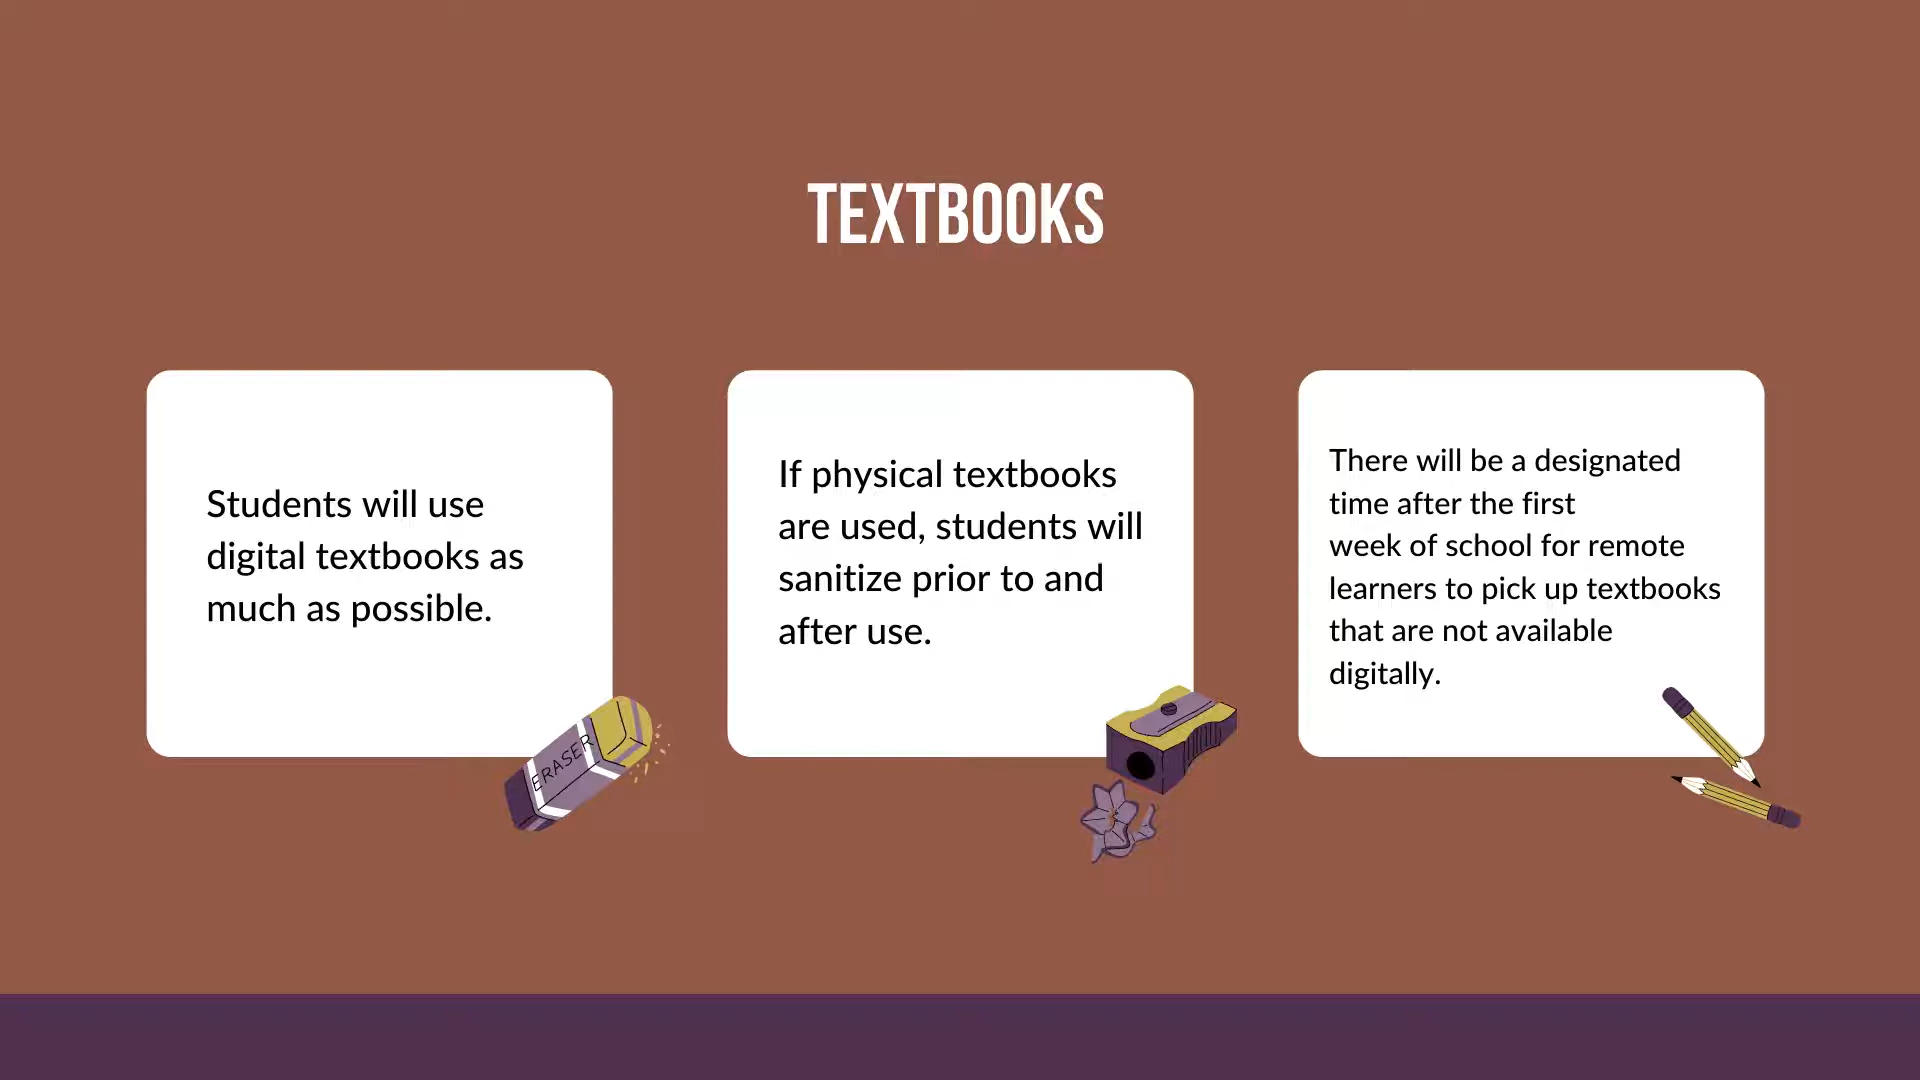 TEXTBOOKS
Students will use
digital textbooks as
much as possible.
If physical textbooks
are used, students will
sanitize prior to and
after use.
There will be a designated
time after the first
week of school for remote
learners to pick up textbooks
that are not available
digitally.
ERASER